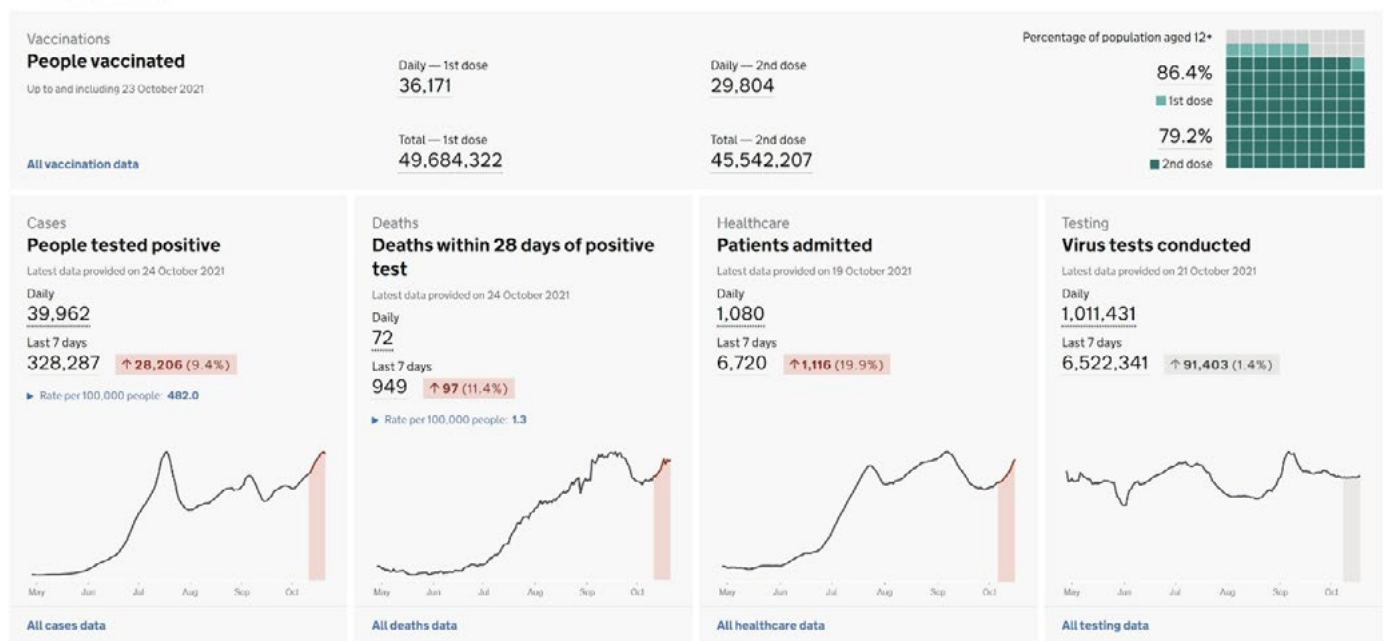 Vaccinations
People vaccinated
Up to and including 23 October 2021
All vaccination data
Daily — 1st dose
36,171
Total — 1st dose
49,684,322
Daily — 2nd dose
29,804
Total — 2nd dose
45,542,207
Percentage of population aged 12+
86.4%
1st dose
79.2%
2nd dose
Cases
People tested positive
Latest data provided on 24 October 2021
Daily
39,962
Last 7 days
328,287 ↑ 28,206 (9.4%)
▶ Rate per 100,000 people: 482.0
May Jun Jul Aug Sep Oct
All cases data
Deaths
Deaths within 28 days of positive
test
Latest data provided on 24 October 2021
Daily
72
Last 7 days
949 ↑ 97 (11.4%)
▶ Rate per 100,000 people: 1.3
May Jun Jul Aug Sep Oct
All deaths data
Healthcare
Patients admitted
Latest data provided on 19 October 2021
Daily
1,080
Last 7 days
6,720 ↑ 1,116 (19.9%)
May Jun Jul Aug Sep Oct
All healthcare data
Testing
Virus tests conducted
Latest data provided on 21 October 2021
Daily
1,011,431
Last 7 days
6,522,341 ↑ 91,403 (1.4%)
May Jun Jul Aug Sep Oct
All testing data